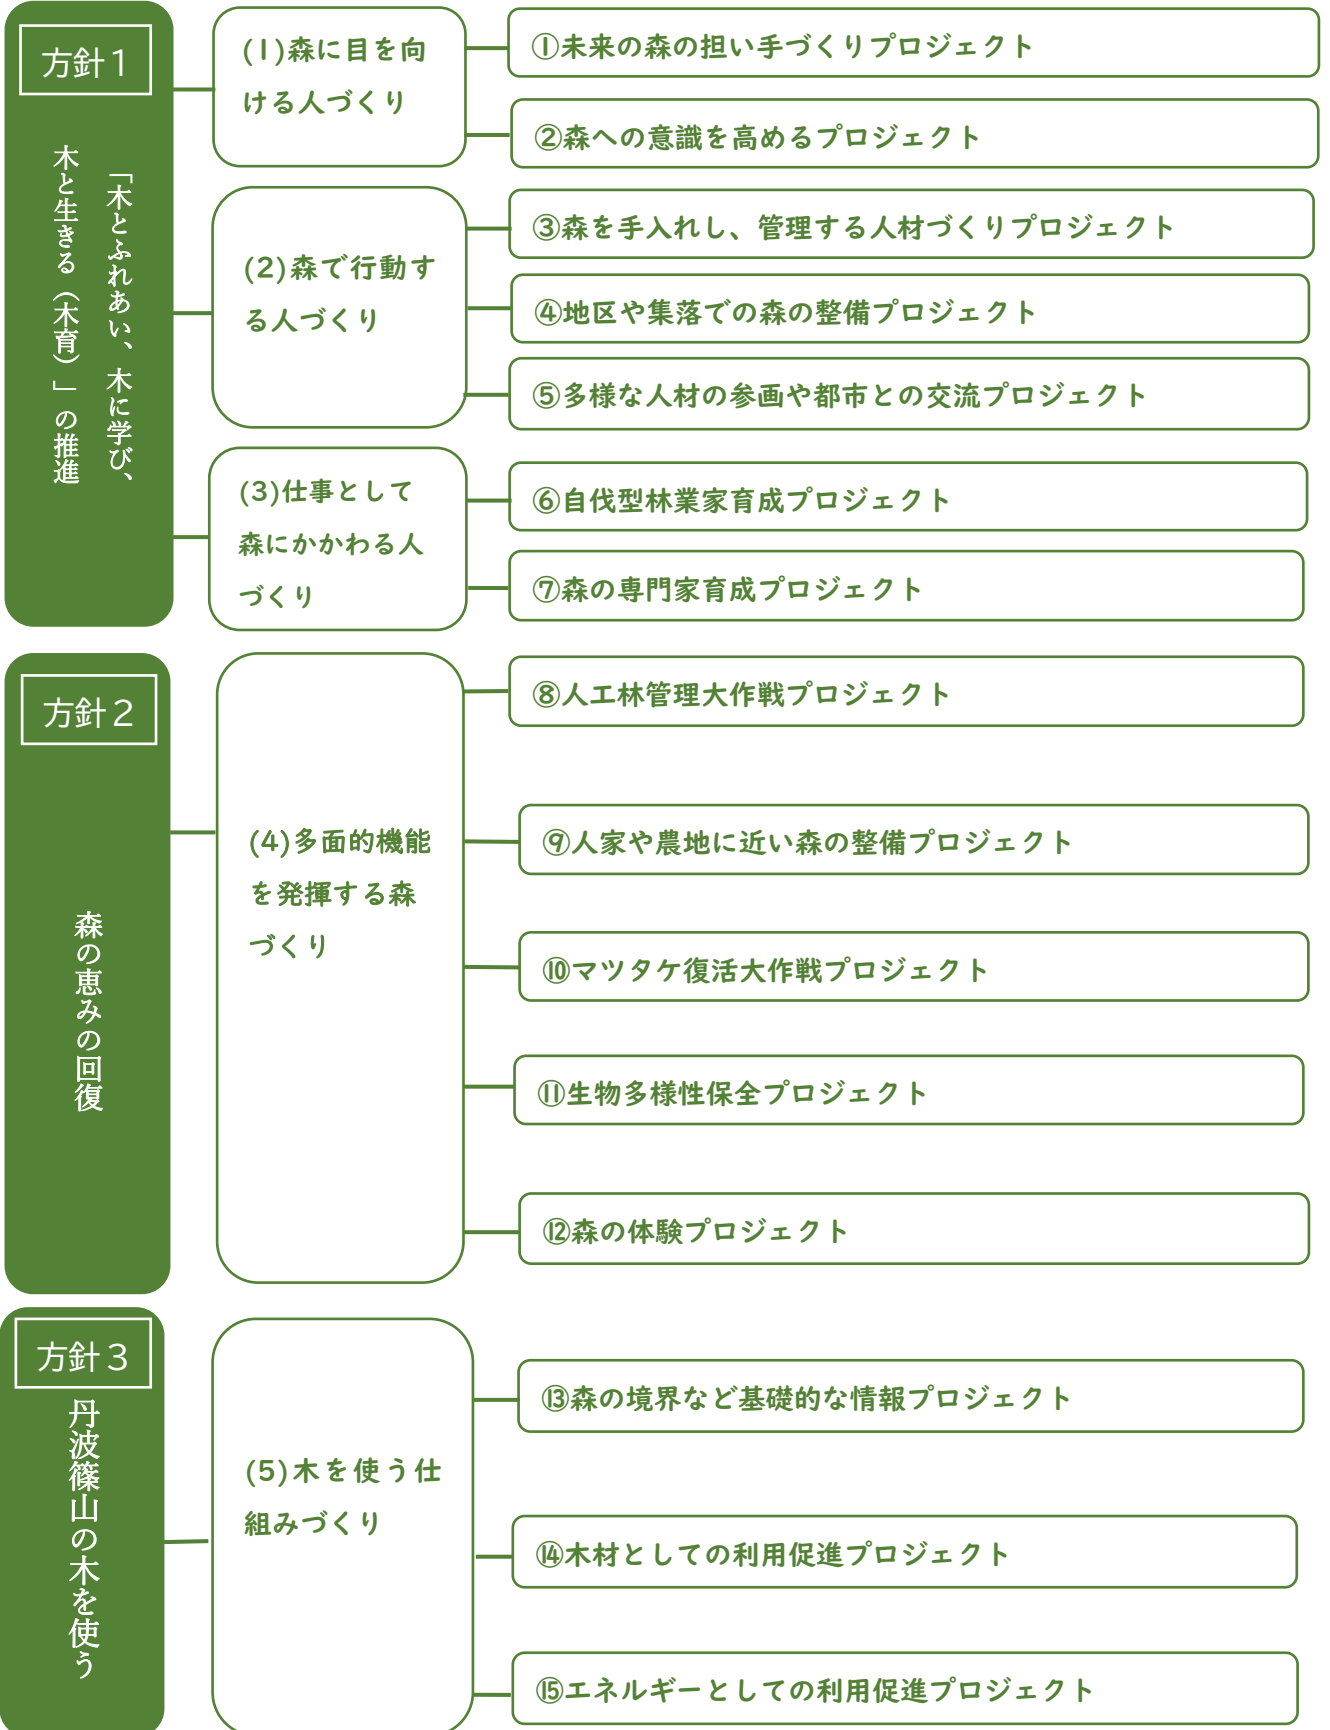 方針1
「木とふれあい、木に学び、
木と生きる（木育）」の推進
(1)森に目を向
ける人づくり
①未来の森の担い手づくりプロジェクト
②森への意識を高めるプロジェクト
(2)森で行動す
る人づくり
③森を手入れし、管理する人材づくりプロジェクト
④地区や集落での森の整備プロジェクト
⑤多様な人材の参画や都市との交流プロジェクト
(3)仕事として
森にかかわる人
づくり
⑥自伐型林業家育成プロジェクト
⑦森の専門家育成プロジェクト
方針2
森の恵みの回復
(4)多面的機能
を発揮する森
づくり
⑧人工林管理大作戦プロジェクト
⑨人家や農地に近い森の整備プロジェクト
⑩マツタケ復活大作戦プロジェクト
⑪生物多様性保全プロジェクト
⑫森の体験プロジェクト
方針3
丹波篠山の木を使う
(5)木を使う仕
組みづくり
⑬森の境界など基礎的な情報プロジェクト
⑭木材としての利用促進プロジェクト
⑮エネルギーとしての利用促進プロジェクト